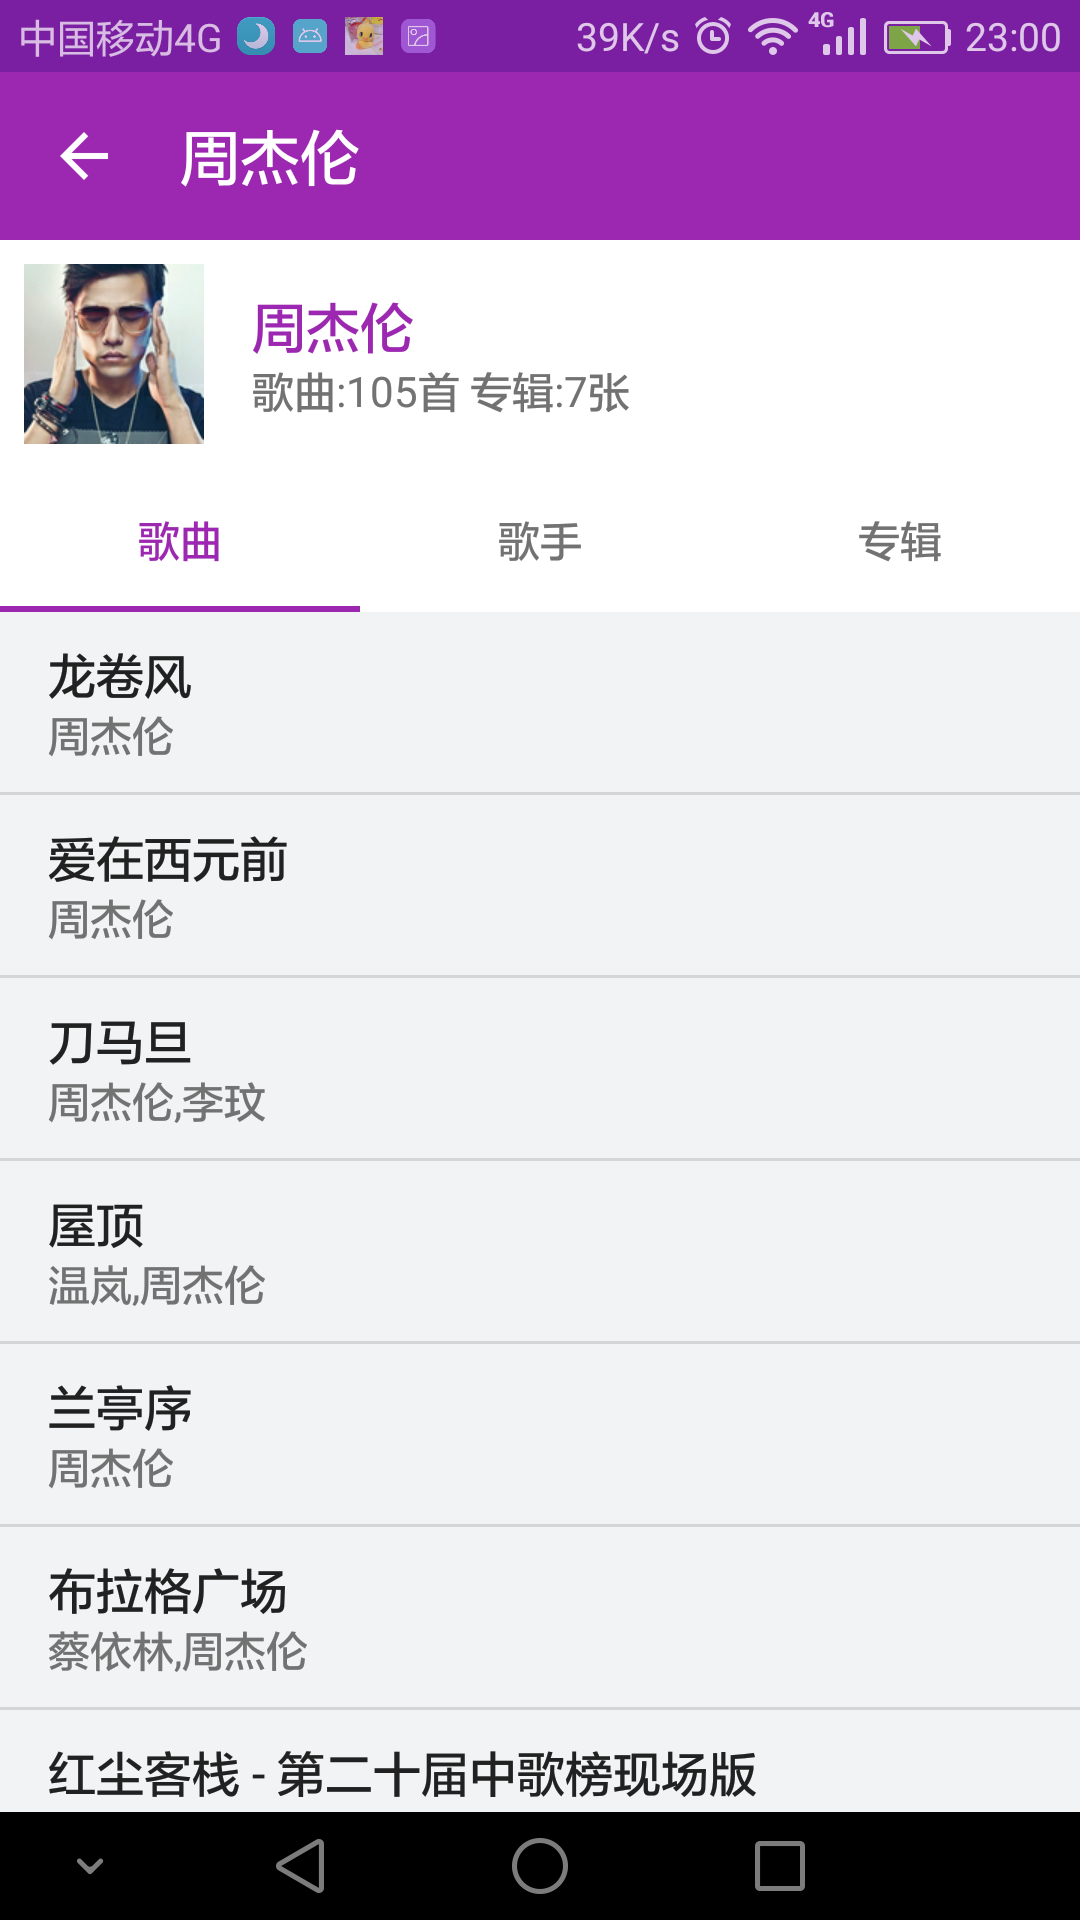 中国移动4G 39K/s 4G 23:00
周杰伦
周杰伦
歌曲:105首 专辑:7张
歌曲 歌手 专辑
龙卷风
周杰伦
爱在西元前
周杰伦
刀马旦
周杰伦,李玟
屋顶
温岚,周杰伦
兰亭序
周杰伦
布拉格广场
蔡依林,周杰伦
红尘客栈 - 第二十届中歌榜现场版